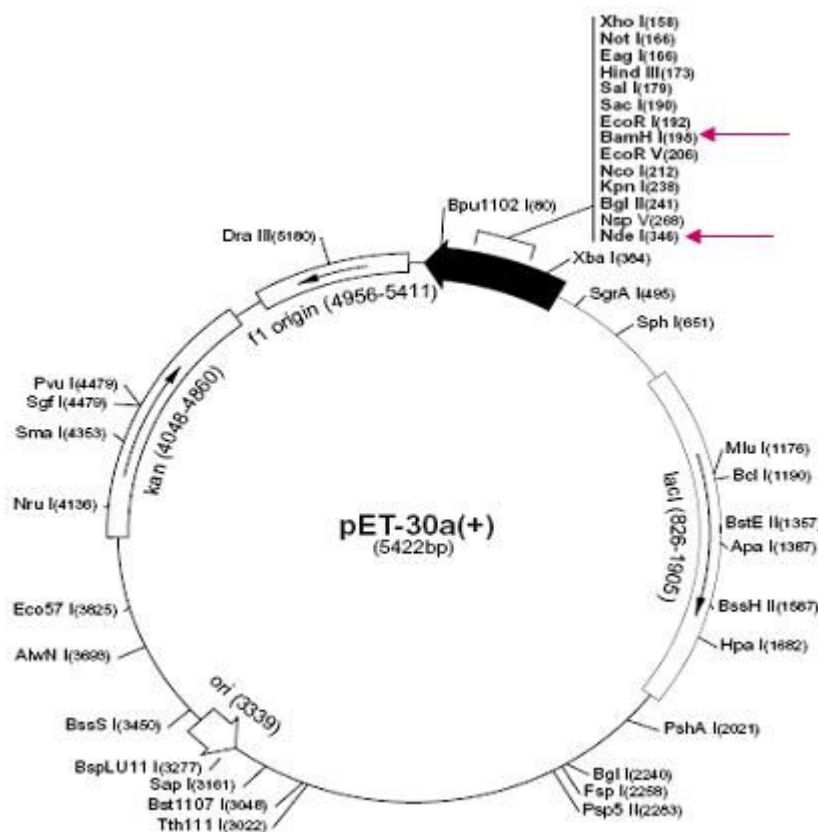 Xho I(158)
Not I(166)
Eag I(166)
Hind III(173)
Sal I(179)
Sac I(190)
EcoR I(192)
BamH I(198)
EcoR V(206)
Nco I(212)
Kpn I(238)
Bgl II(241)
Nsp V(268)
Nde I(346)
Bpu1102 I(80)
Dra III(5180)
Xba I(384)
f1 origin (4956-5411)
SgrA I(495)
Sph I(651)
Pvu I(4479)
Sgf I(4479)
Sma I(4353)
kan (4048-4860)
Nru I(4136)
Mlu I(1176)
Bcl I(1190)
lacI (826-1905)
BstE II(1357)
Apa I(1387)
pET-30a(+)
(5422bp)
BssH II(1587)
Hpa I(1682)
Eco57 I(3825)
AlwN I(3693)
ori (3339)
BssS I(3450)
PshA I(2021)
BspLU11 I(3277)
Sap I(3161)
Bst1107 I(3048)
Tth111 I(3022)
Bgl I(2240)
Fsp I(2258)
Psp5 II(2283)